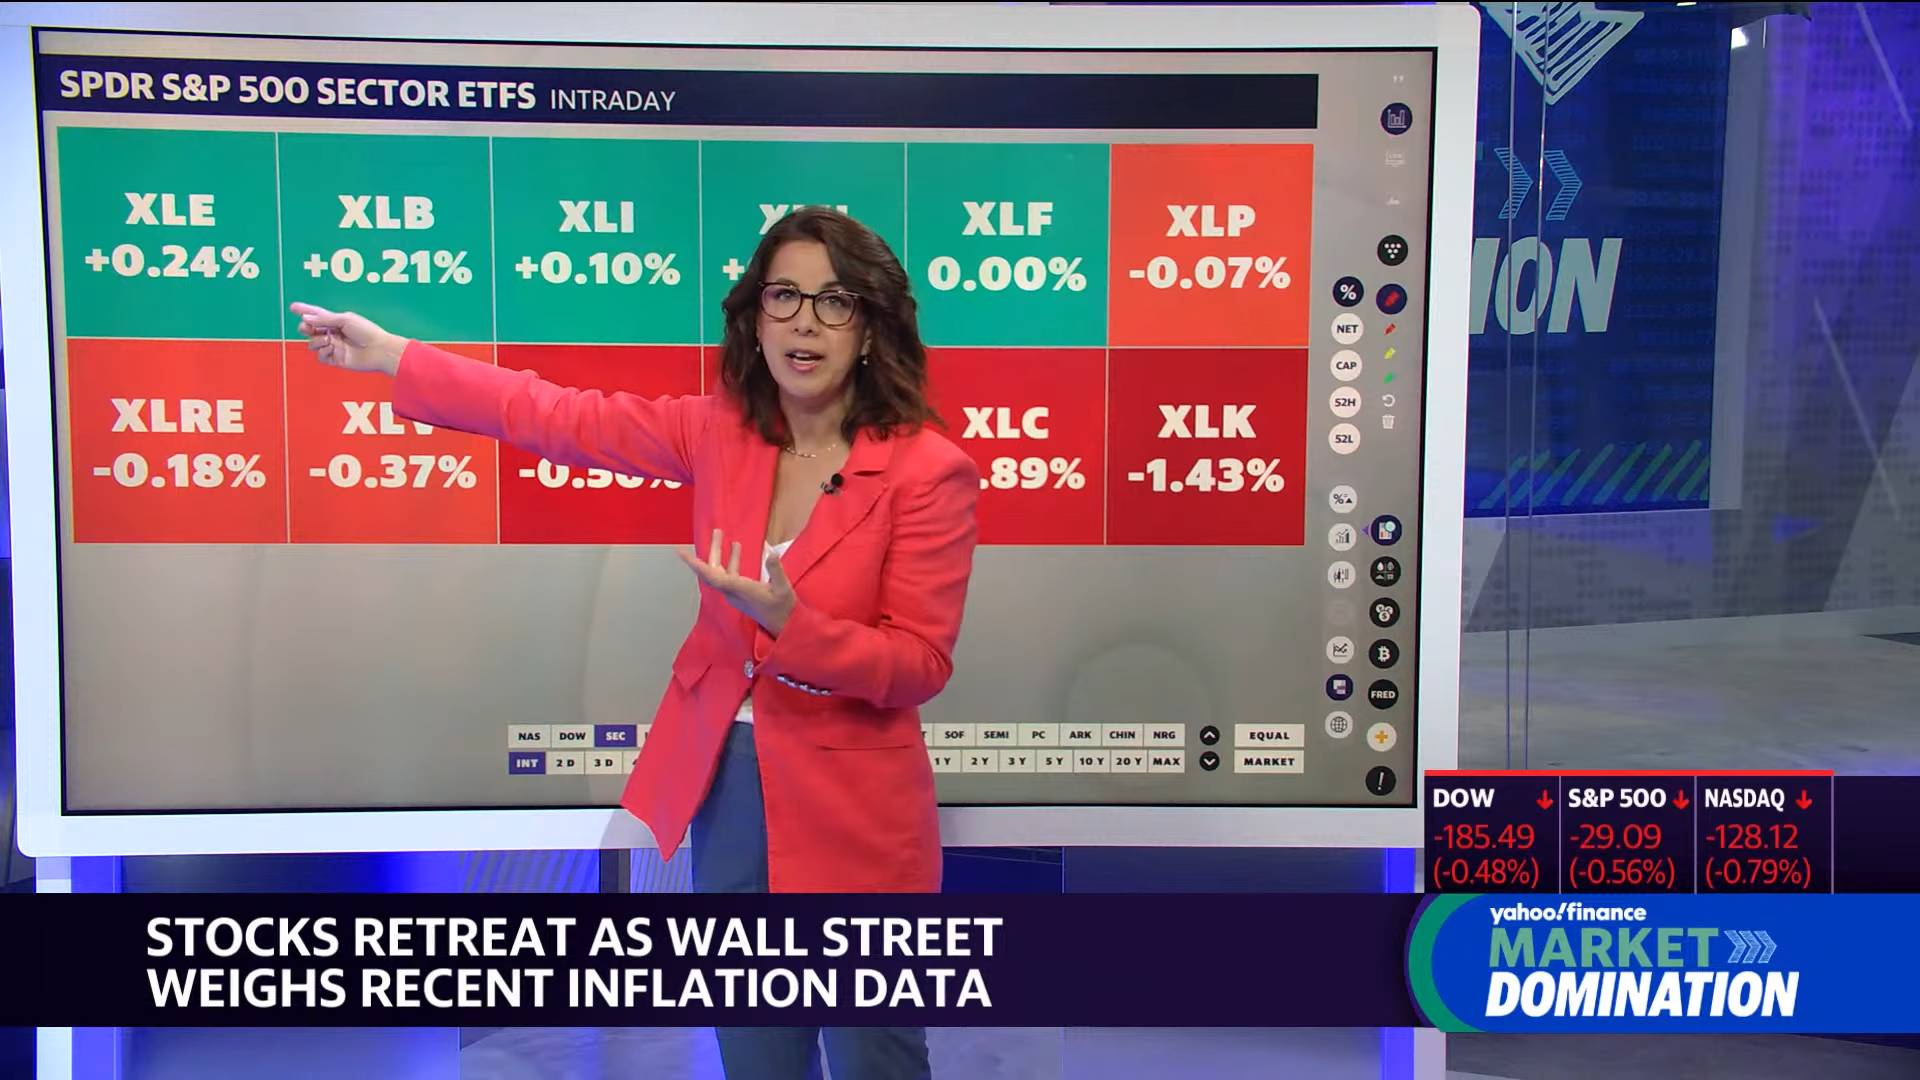 SPDR S&P 500 SECTOR ETFS INTRADAY
XLE
+0.24%
XLB
+0.21%
XLI
+0.10%
XLF
0.00%
XLP
-0.07%
XLRE
-0.18%
-0.37%
XLC
.89%
XLK
-1.43%
%
NET
CAP
52H
52L
FRED
NAS DOW SEC SOF SEMI PC ARK CHIN NRG EQUAL
INT 2 D 3 D 1 Y 2 Y 3 Y 5 Y 10 Y 20 Y MAX MARKET
ION
DOW
-185.49
(-0.48%)
S&P 500
-29.09
(-0.56%)
NASDAQ
-128.12
(-0.79%)
STOCKS RETREAT AS WALL STREET
WEIGHS RECENT INFLATION DATA
yahoo!finance
MARKET
DOMINATION